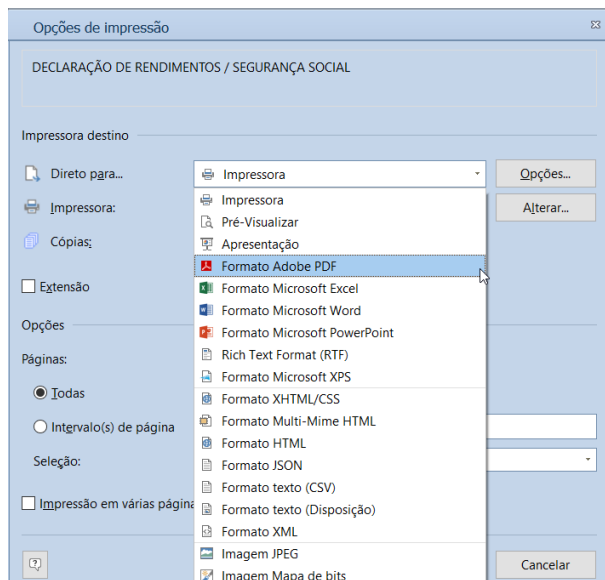 Opções de impressão
DECLARAÇÃO DE RENDIMENTOS / SEGURANÇA SOCIAL
Impressora destino
Direto para...
Impressora
Opções...
Impressora:
Alterar...
Cópias:
Extensão
Impressora
Pré-Visualizar
Apresentação
Formato Adobe PDF
Formato Microsoft Excel
Formato Microsoft Word
Formato Microsoft PowerPoint
Rich Text Format (RTF)
Formato Microsoft XPS
Formato XHTML/CSS
Formato Multi-Mime HTML
Formato HTML
Formato JSON
Formato texto (CSV)
Formato texto (Disposição)
Formato XML
Imagem JPEG
Imagem Mapa de bits
Opções
Páginas:
Todas
Intervalo(s) de página
Seleção:
Impressão em várias página
Cancelar